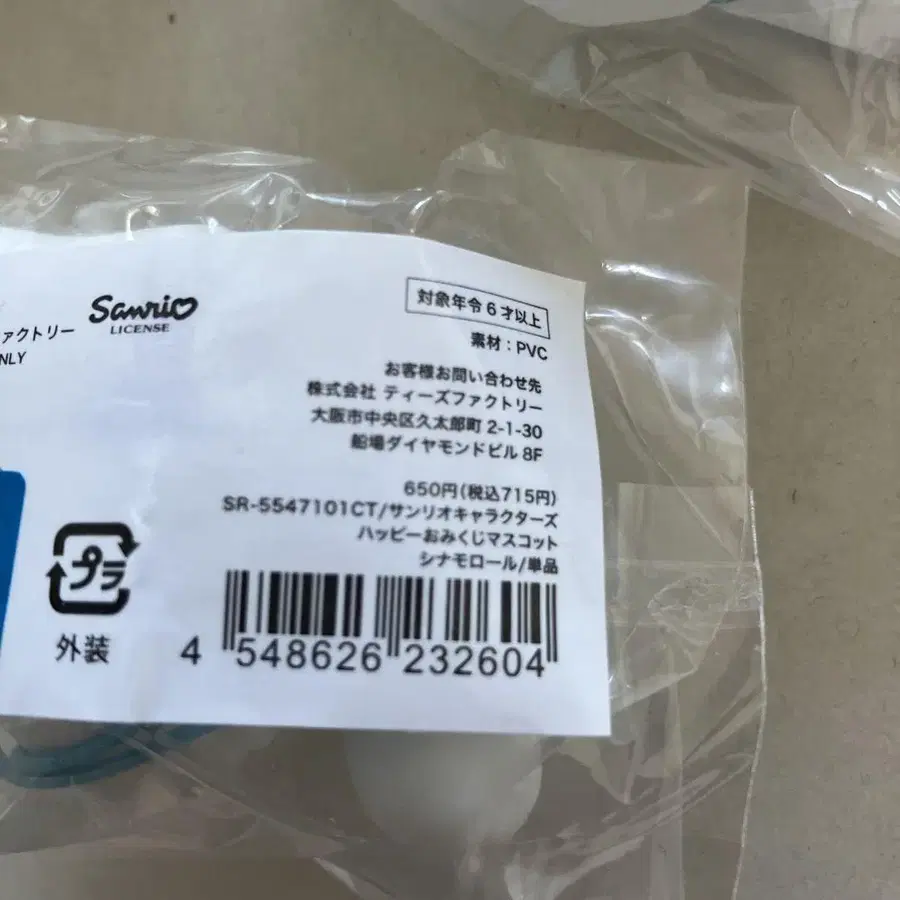 Sanrio
LICENSE
ァクトリー
NLY
対象年令6才以上
素材：PVC
お客様お問い合わせ先
株式会社 ティーズファクトリー
大阪市中央区久太郎町 2-1-30
船場ダイヤモンドビル 8F
650円(税込715円)
SR-5547101CT/サンリオキャラクターズ
ハッピーおみくじマスコット
シナモロール/単品
プラ
外装
4 548626 232604